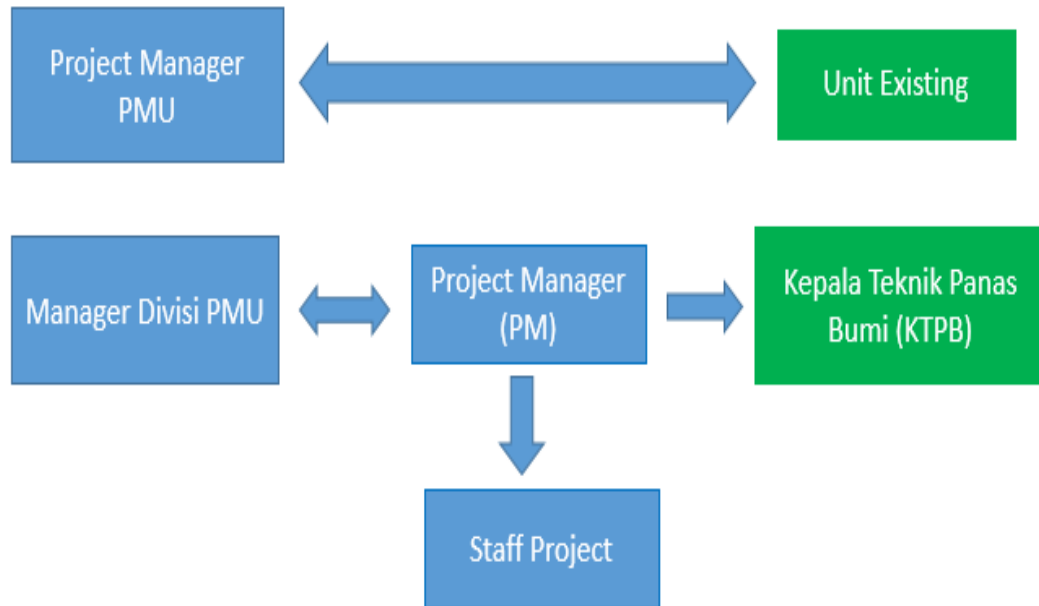 Project Manager
PMU
Unit Existing
Manager Divisi PMU
Project Manager
(PM)
Kepala Teknik Panas
Bumi (KTPB)
Staff Project